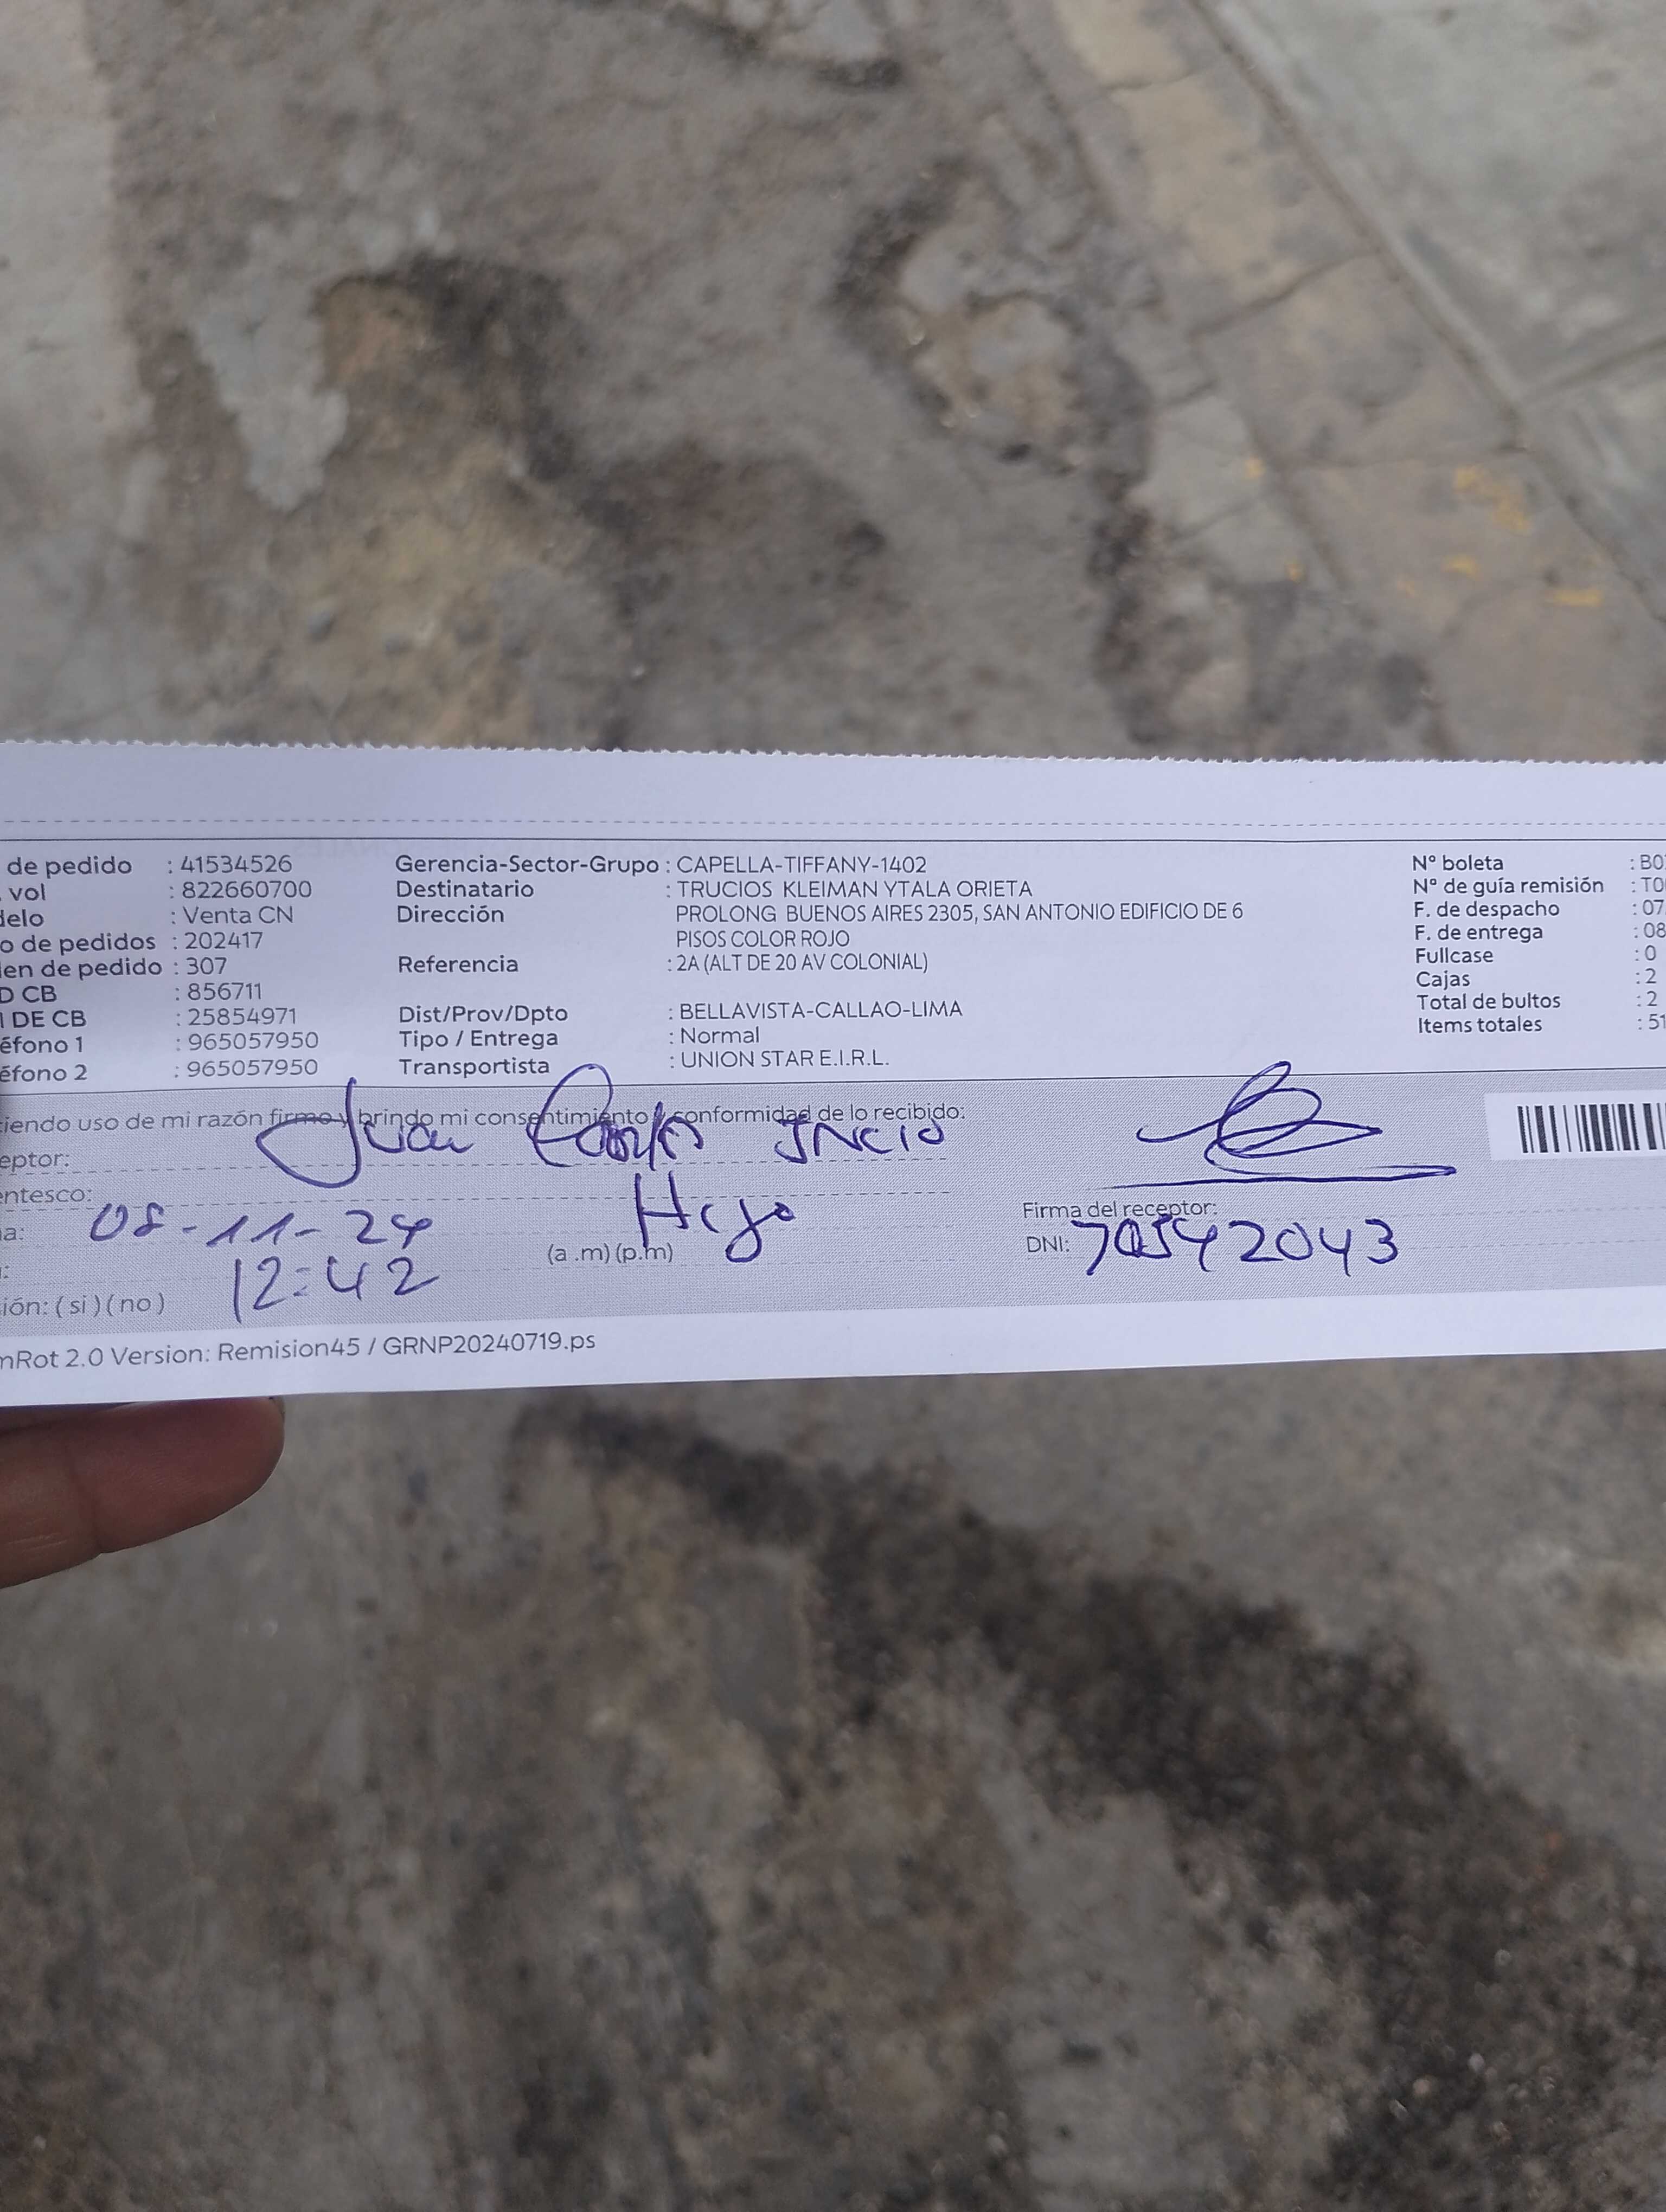 de pedido : 41534526 Gerencia-Sector-Grupo : CAPELLA-TIFFANY-1402 N° boleta : B0
vol : 822660700 Destinatario : TRUCIOS KLEIMAN YTALA ORIETA N° de guía remisión : T0
delo : Venta CN Dirección PROLONG BUENOS AIRES 2305, SAN ANTONIO EDIFICIO DE 6 F. de despacho : 07
o de pedidos : 202417 PISOS COLOR ROJO F. de entrega : 08
en de pedido : 307 Referencia : 2A (ALT DE 20 AV COLONIAL) Fullcase : 0
D CB : 856711 Cajas : 2
I DE CB : 25854971 Dist/Prov/Dpto : BELLAVISTA-CALLAO-LIMA Total de bultos : 2
éfono 1 : 965057950 Tipo / Entrega : Normal Items totales : 51
éfono 2 : 965057950 Transportista : UNION STAR E.I.R.L.
iendo uso de mi razón firmo y brindo mi consentimiento y conformidad de lo recibido:
eptor: Juan Carlos INCIO
entesco: Hijo
a: 08-11-24 Firma del receptor:
: 12:42 (a .m) (p.m) DNI: 70542043
ión: ( si ) ( no )
mRot 2.0 Version: Remision45 / GRNP20240719.ps